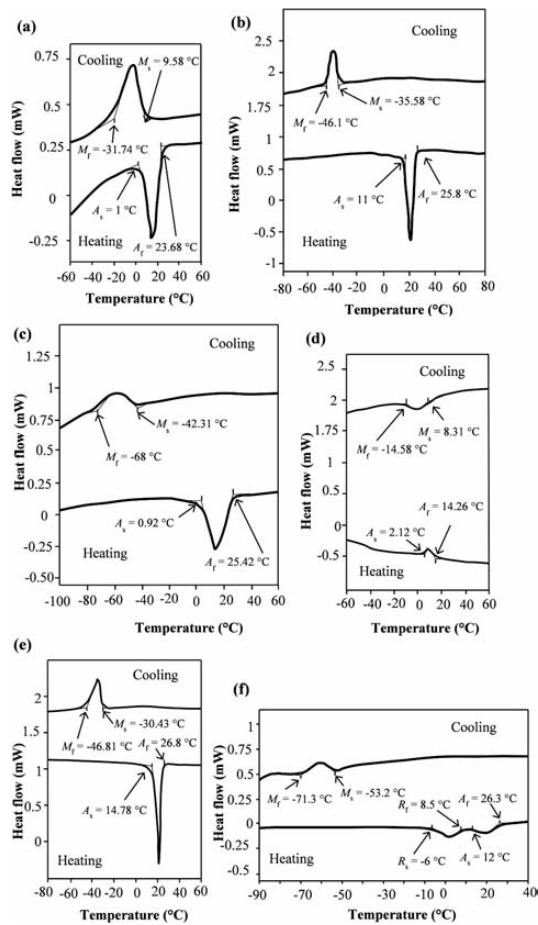 (a)
Heat flow (mW)
0.75
0.5
0.25
0
-0.25
Cooling
Ms = 9.58 °C
Mf = -31.74 °C
As = 1 °C
Af = 23.68 °C
Heating
-60 -40 -20 0 20 40 60
Temperature (°C)
(b)
Heat flow (mW)
2.5
2
1.75
1
0.5
0
-0.5
-1
Cooling
Ms = -35.58 °C
Mf = -46.1 °C
As = 11 °C
Af = 25.8 °C
Heating
-80 -60 -40 -20 0 20 40 60 80
Temperature (°C)
(c)
Heat flow (mW)
1.25
1
0.75
0.25
0
-0.25
-0.50
Cooling
Ms = -42.31 °C
Mf = -68 °C
As = 0.92 °C
Af = 25.42 °C
Heating
-100 -80 -60 -40 -20 0 20 40 60
Temperature (°C)
(d)
Heat flow (mW)
2.5
2
1.5
0
-0.5
Cooling
Mf = -14.58 °C
Ms = 8.31 °C
Af = 14.26 °C
As = 2.12 °C
Heating
-60 -40 -20 0 20 40 60
Temperature (°C)
(e)
Heat flow (mW)
2
1.5
1
0
Cooling
Ms = -30.43 °C
Mf = -46.81 °C
Af = 26.8 °C
As = 14.78 °C
Heating
-80 -60 -40 -20 0 20 40 60
Temperature (°C)
(f)
Heat flow (mW)
1.25
1
0.75
0.5
0
-0.5
Cooling
Mf = -71.3 °C
Ms = -53.2 °C
Rf = 8.5 °C
Af = 26.3 °C
Rs = -6 °C
As = 12 °C
Heating
-90 -70 -50 -30 -10 0 20 40
Temperature (°C)